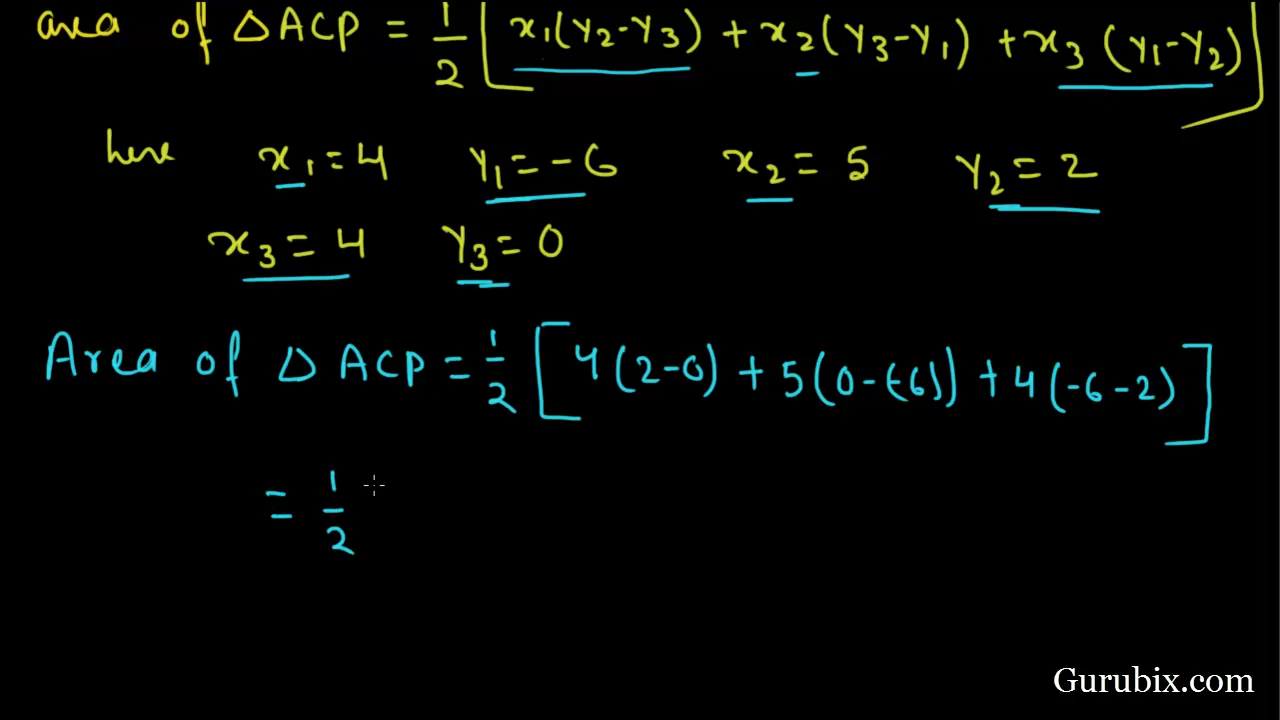 area of △ACP = 1/2 [x₁(y₂-y₃) + x₂(y₃-y₁) + x₃(y₁-y₂)]
here x₁=4 y₁=-6 x₂=5 y₂=2
x₃=4 y₃=0
Area of △ACP = 1/2 [4(2-0) + 5(0-(-6)) + 4(-6-2)]
= 1/2
Gurubix.com